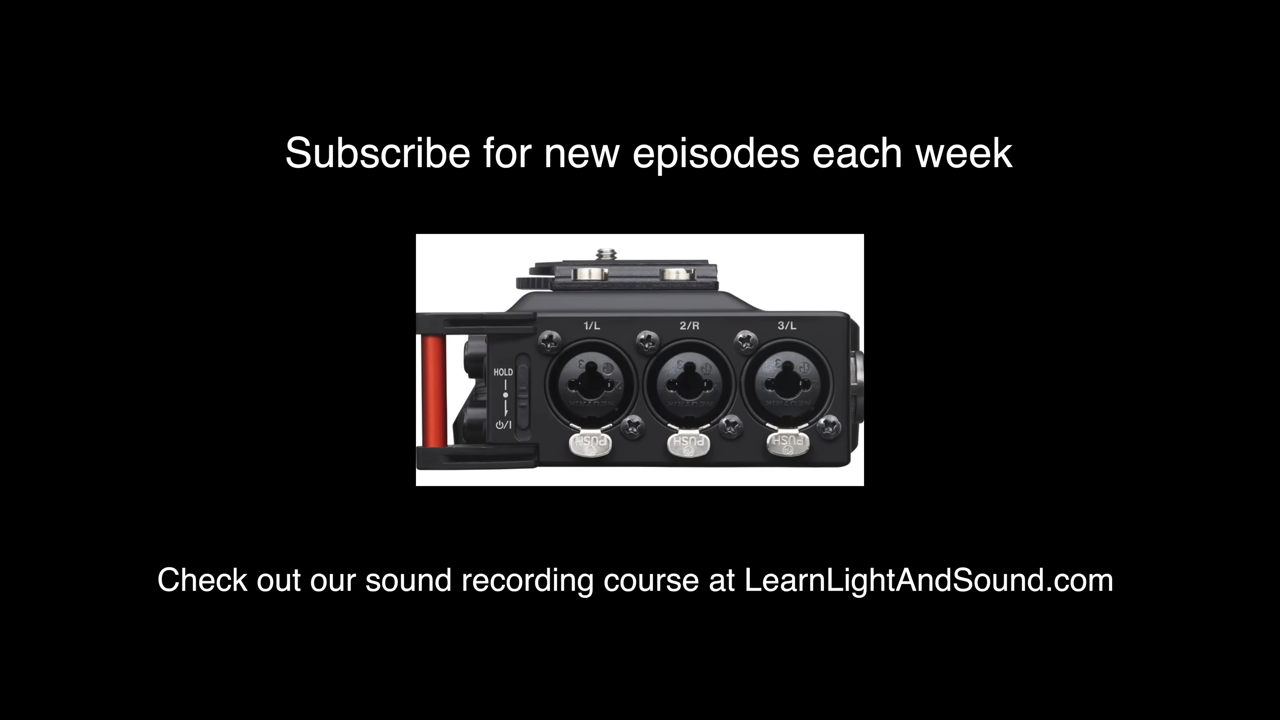 Subscribe for new episodes each week
1/L 2/R 3/L
HOLD
⏻/I
PUSH PUSH PUSH
Check out our sound recording course at LearnLightAndSound.com